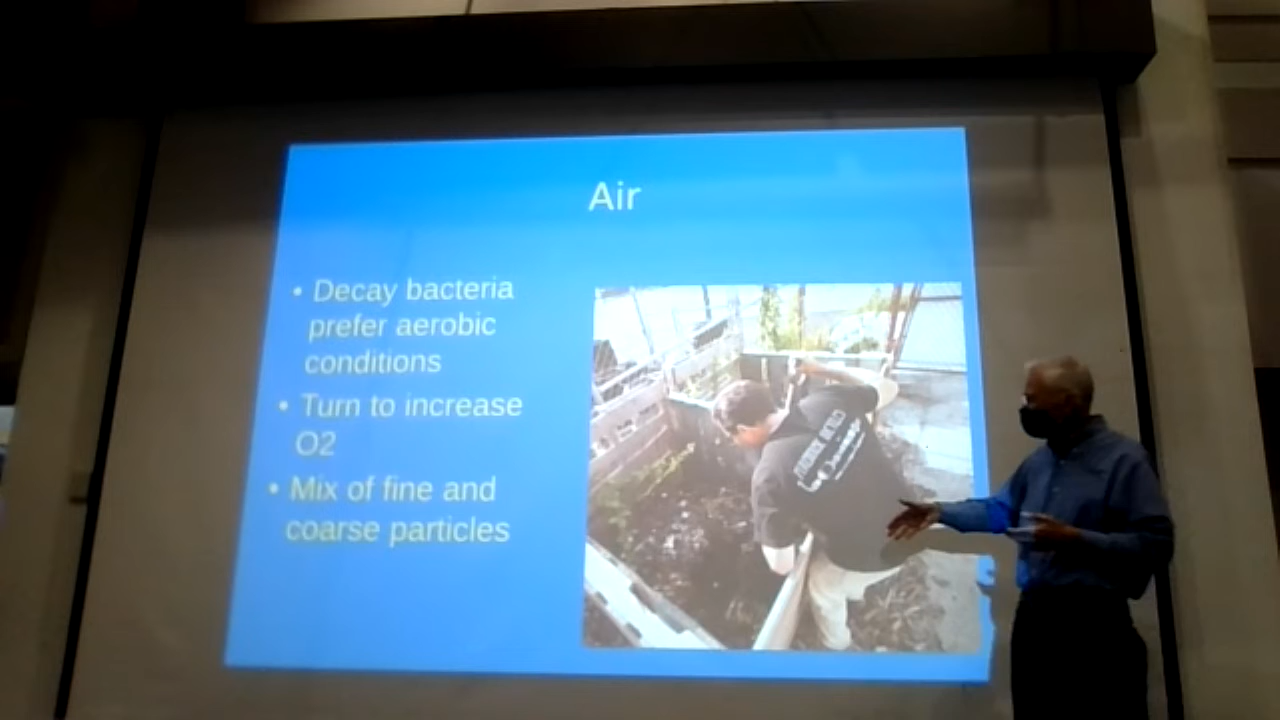 Air
• Decay bacteria
prefer aerobic
conditions
• Turn to increase
O2
• Mix of fine and
coarse particles